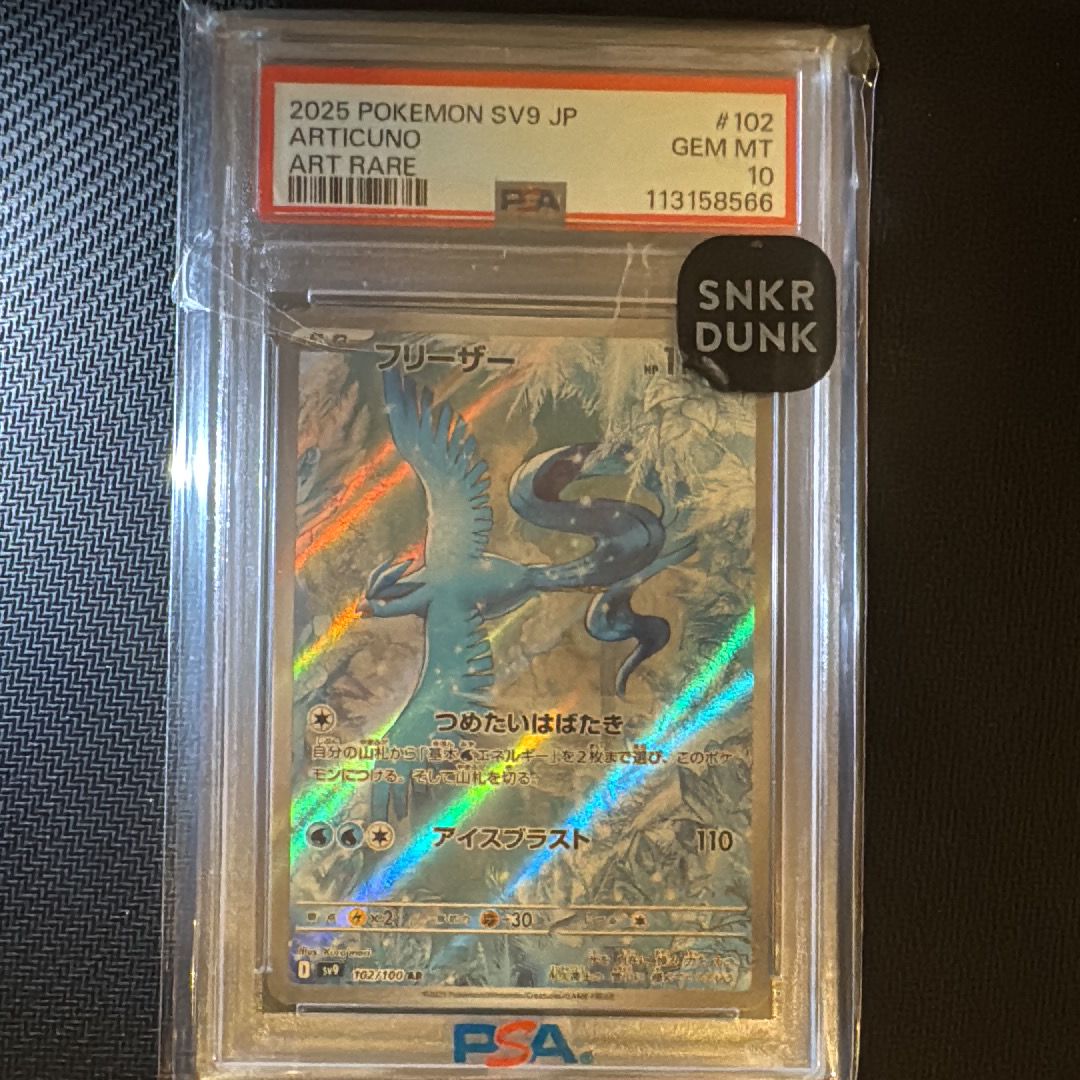 2025 POKEMON SV9 JP #102
ARTICUNO GEM MT
ART RARE 10
PSA 113158566
SNKR
DUNK
フリーザー HP
つめたいはばたき
自分の山札から「基本エネルギー」を2枚まで選び、このポケ
モンにつける。そして山札を切る。
アイスブラスト 110
×2 -30
Illus. Kuromori
D sv9 102/100 AR
PSA